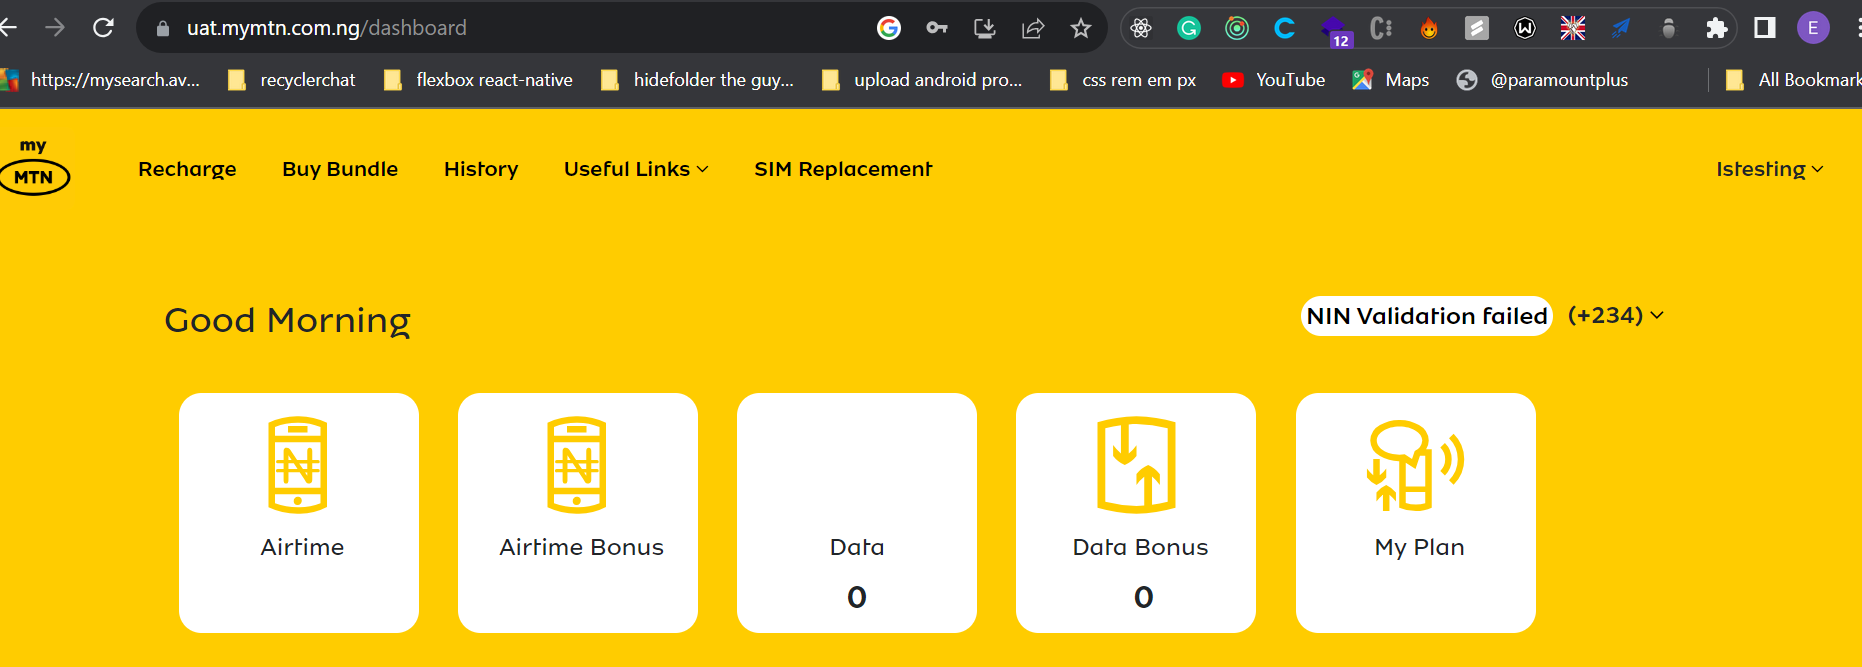 uat.mymtn.com.ng/dashboard
12
E
https://mysearch.av... recyclerchat flexbox react-native hidefolder the guy... upload android pro... css rem em px YouTube Maps @paramountplus All Bookmark
my
MTN
Recharge Buy Bundle History Useful Links SIM Replacement Istesting
Good Morning
NIN Validation failed (+234)
Airtime
Airtime Bonus
Data
0
Data Bonus
0
My Plan